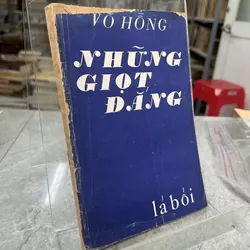 VÕ HỒNG
NHỮNG
GIỌT
ĐẮNG
lá bối